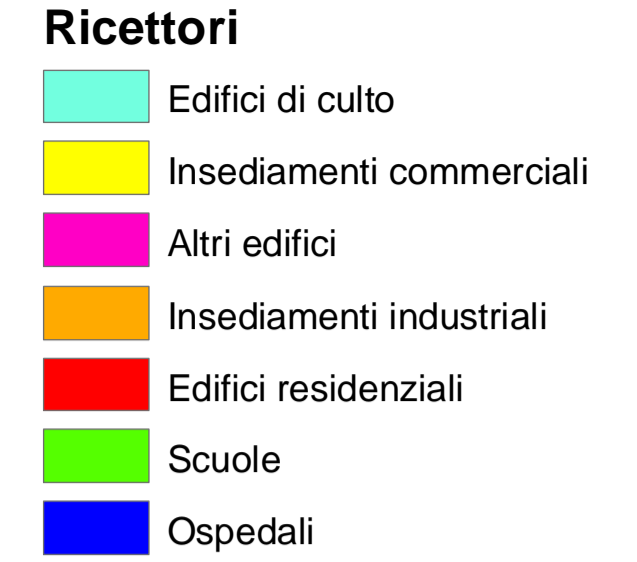 Ricettori
Edifici di culto
Insediamenti commerciali
Altri edifici
Insediamenti industriali
Edifici residenziali
Scuole
Ospedali